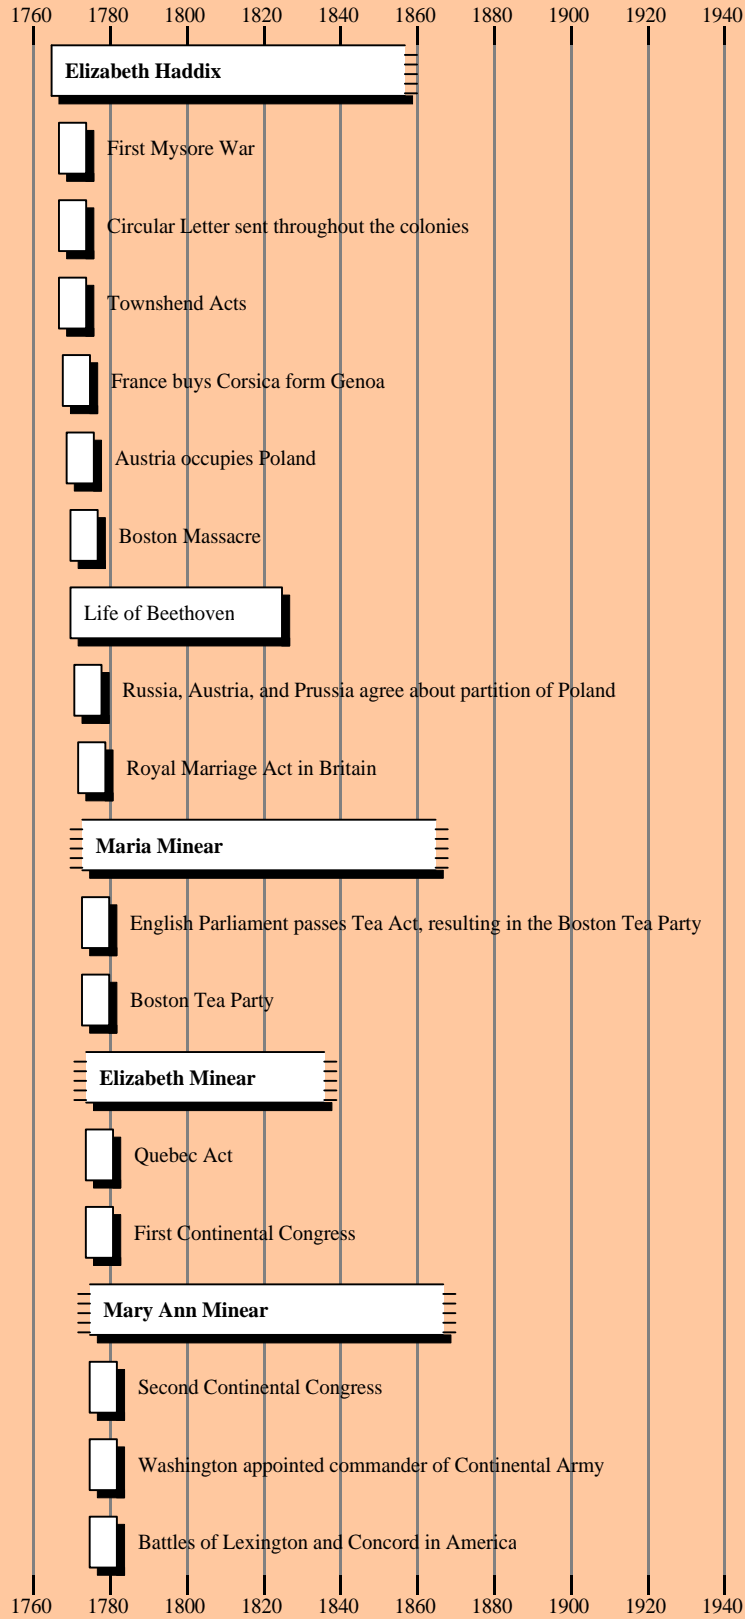 1760 1780 1800 1820 1840 1860 1880 1900 1920 1940
Elizabeth Haddix
First Mysore War
Circular Letter sent throughout the colonies
Townshend Acts
France buys Corsica form Genoa
Austria occupies Poland
Boston Massacre
Life of Beethoven
Russia, Austria, and Prussia agree about partition of Poland
Royal Marriage Act in Britain
Maria Minear
English Parliament passes Tea Act, resulting in the Boston Tea Party
Boston Tea Party
Elizabeth Minear
Quebec Act
First Continental Congress
Mary Ann Minear
Second Continental Congress
Washington appointed commander of Continental Army
Battles of Lexington and Concord in America
1760 1780 1800 1820 1840 1860 1880 1900 1920 1940